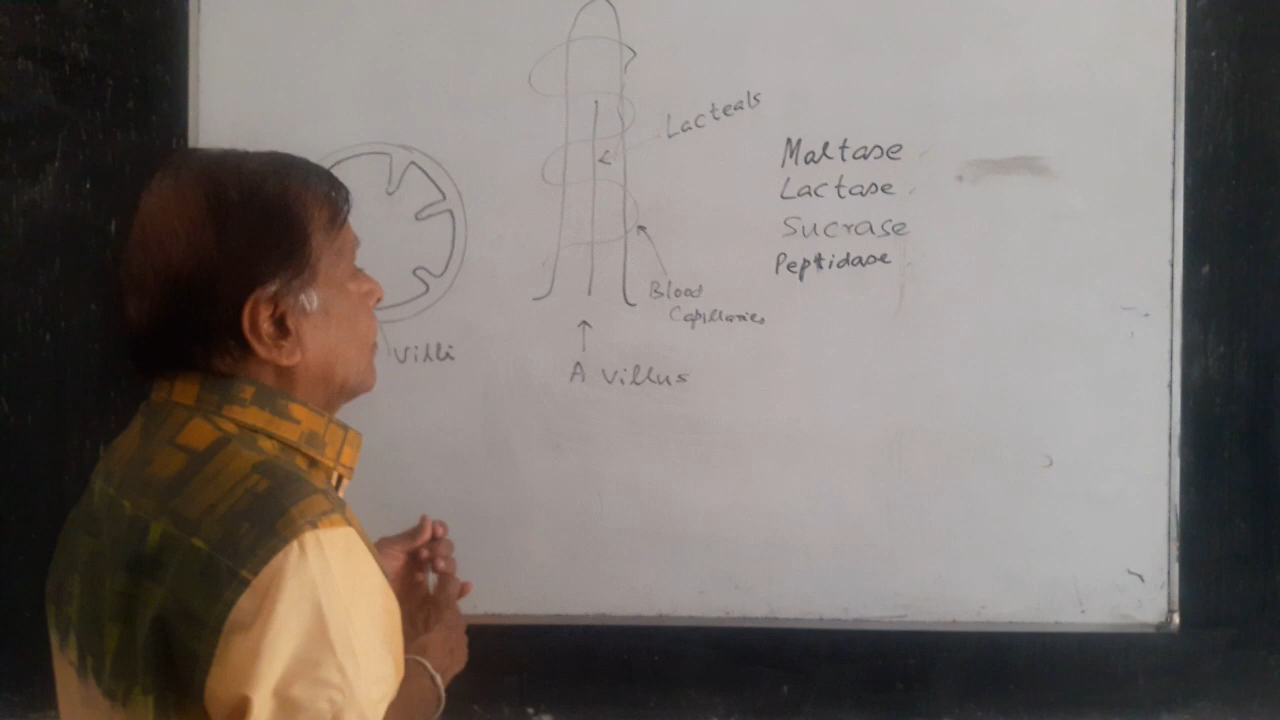 Lacteals
Maltase
Lactase
Sucrase
Peptidase
Blood
Capillaries
Villi
A Villus